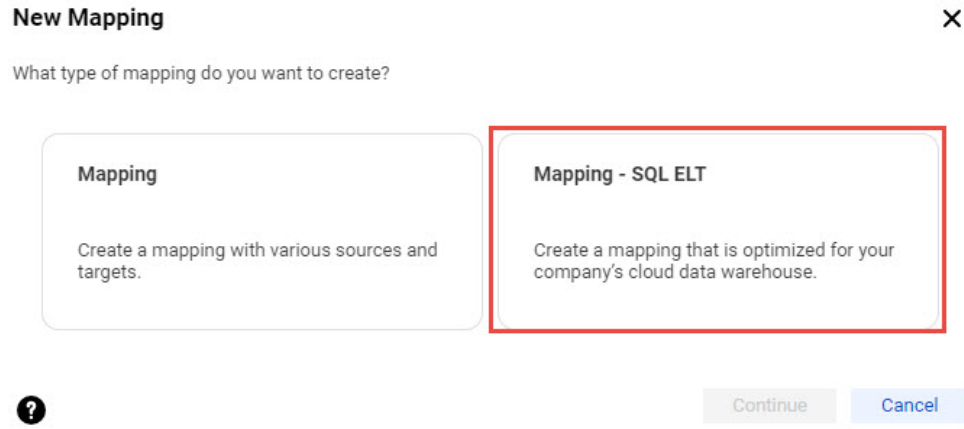 New Mapping
What type of mapping do you want to create?
Mapping
Create a mapping with various sources and
targets.
Mapping - SQL ELT
Create a mapping that is optimized for your
company's cloud data warehouse.
?
Continue
Cancel